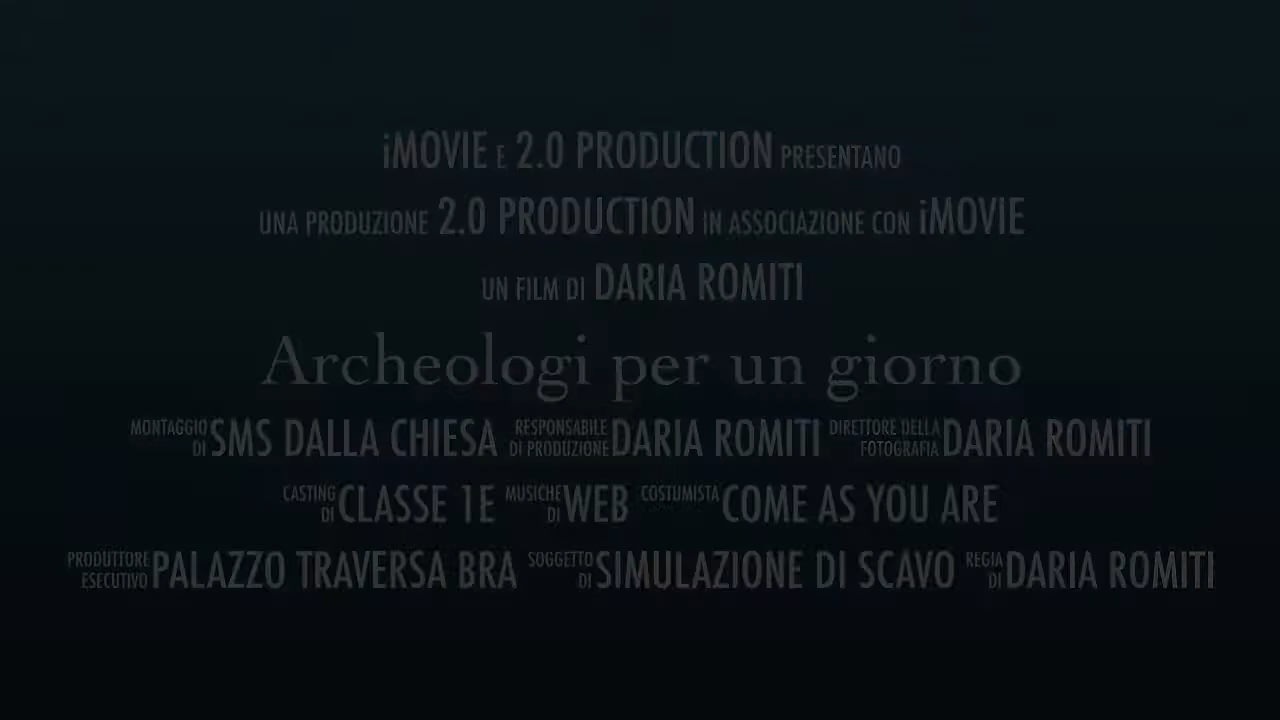 iMOVIE E 2.0 PRODUCTION PRESENTANO
UNA PRODUZIONE 2.0 PRODUCTION IN ASSOCIAZIONE CON iMOVIE
UN FILM DI DARIA ROMITI
Archeologi per un giorno
MONTAGGIO DI SMS DALLA CHIESA RESPONSABILE DI PRODUZIONE DARIA ROMITI DIRETTORE DELLA FOTOGRAFIA DARIA ROMITI
CASTING DI CLASSE 1E MUSICHE DI WEB COSTUMISTA COME AS YOU ARE
PRODUTTORE ESECUTIVO PALAZZO TRAVERSA BRA SOGGETTO DI SIMULAZIONE DI SCAVO REGIA DI DARIA ROMITI